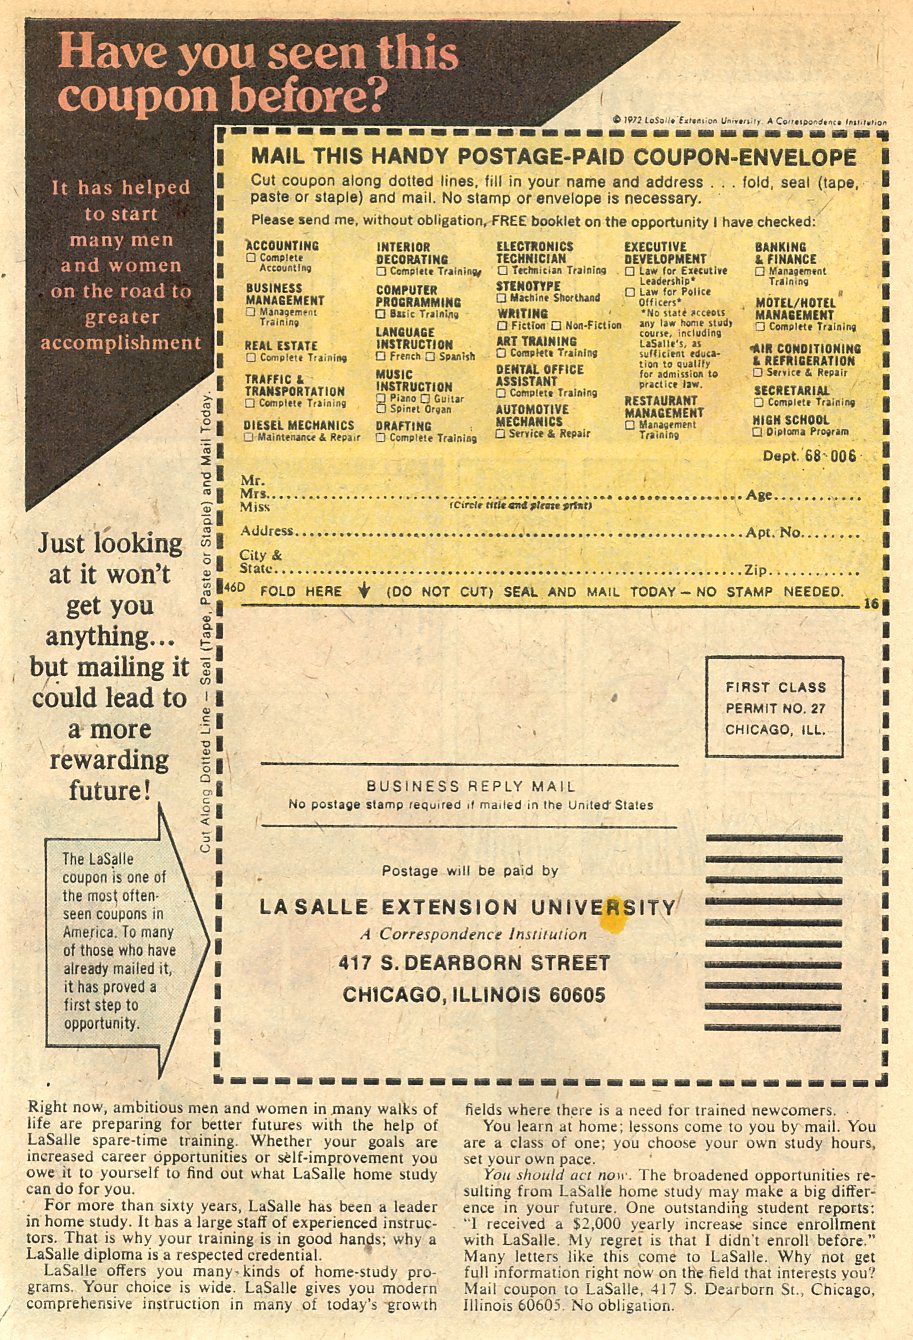 Have you seen this
coupon before?
© 1972 LaSalle Extension University, A Correspondence Institution
It has helped
to start
many men
and women
on the road to
greater
accomplishment
MAIL THIS HANDY POSTAGE-PAID COUPON-ENVELOPE
Cut coupon along dotted lines, fill in your name and address . . . fold, seal (tape,
paste or staple) and mail. No stamp or envelope is necessary.
Please send me, without obligation, FREE booklet on the opportunity I have checked:
ACCOUNTING
☐ Complete
Accounting
BUSINESS
MANAGEMENT
☐ Management
Training
REAL ESTATE
☐ Complete Training
TRAFFIC &
TRANSPORTATION
☐ Complete Training
DIESEL MECHANICS
☐ Maintenance & Repair
INTERIOR
DECORATING
☐ Complete Training
COMPUTER
PROGRAMMING
☐ Basic Training
LANGUAGE
INSTRUCTION
☐ French ☐ Spanish
MUSIC
INSTRUCTION
☐ Piano ☐ Guitar
☐ Spinet Organ
DRAFTING
☐ Complete Training
ELECTRONICS
TECHNICIAN
☐ Technician Training
STENOTYPE
☐ Machine Shorthand
WRITING
☐ Fiction ☐ Non-Fiction
ART TRAINING
☐ Complete Training
DENTAL OFFICE
ASSISTANT
☐ Complete Training
AUTOMOTIVE
MECHANICS
☐ Service & Repair
EXECUTIVE
DEVELOPMENT
☐ Law for Executive
Leadership*
☐ Law for Police
Officers*
*No state accepts
any law home study
course, including
LaSalle's, as
sufficient educa-
tion to qualify
for admission to
practice law.
RESTAURANT
MANAGEMENT
☐ Management
Training
BANKING
& FINANCE
☐ Management
Training
MOTEL/HOTEL
MANAGEMENT
☐ Complete Training
AIR CONDITIONING
& REFRIGERATION
☐ Service & Repair
SECRETARIAL
☐ Complete Training
HIGH SCHOOL
☐ Diploma Program
Dept. 68-006
Mr.
Mrs. Age
Miss (Circle title and please print)
Address Apt. No.
City &
State Zip
46D FOLD HERE ↓ (DO NOT CUT) SEAL AND MAIL TODAY – NO STAMP NEEDED.
16
Cut Along Dotted Line – Seal (Tape, Paste or Staple) and Mail Today.
Just looking
at it won't
get you
anything...
but mailing it
could lead to
a more
rewarding
future!
FIRST CLASS
PERMIT NO. 27
CHICAGO, ILL.
BUSINESS REPLY MAIL
No postage stamp required if mailed in the United States
Postage will be paid by
LA SALLE EXTENSION UNIVERSITY
A Correspondence Institution
417 S. DEARBORN STREET
CHICAGO, ILLINOIS 60605
The LaSalle
coupon is one of
the most often-
seen coupons in
America. To many
of those who have
already mailed it,
it has proved a
first step to
opportunity.
Right now, ambitious men and women in many walks of
life are preparing for better futures with the help of
LaSalle spare-time training. Whether your goals are
increased career opportunities or self-improvement you
owe it to yourself to find out what LaSalle home study
can do for you.
For more than sixty years, LaSalle has been a leader
in home study. It has a large staff of experienced instruc-
tors. That is why your training is in good hands; why a
LaSalle diploma is a respected credential.
LaSalle offers you many kinds of home-study pro-
grams. Your choice is wide. LaSalle gives you modern
comprehensive instruction in many of today's growth
fields where there is a need for trained newcomers.
You learn at home; lessons come to you by mail. You
are a class of one; you choose your own study hours,
set your own pace.
You should act now. The broadened opportunities re-
sulting from LaSalle home study may make a big differ-
ence in your future. One outstanding student reports:
"I received a $2,000 yearly increase since enrollment
with LaSalle. My regret is that I didn't enroll before."
Many letters like this come to LaSalle. Why not get
full information right now on the field that interests you?
Mail coupon to LaSalle, 417 S. Dearborn St., Chicago,
Illinois 60605. No obligation.